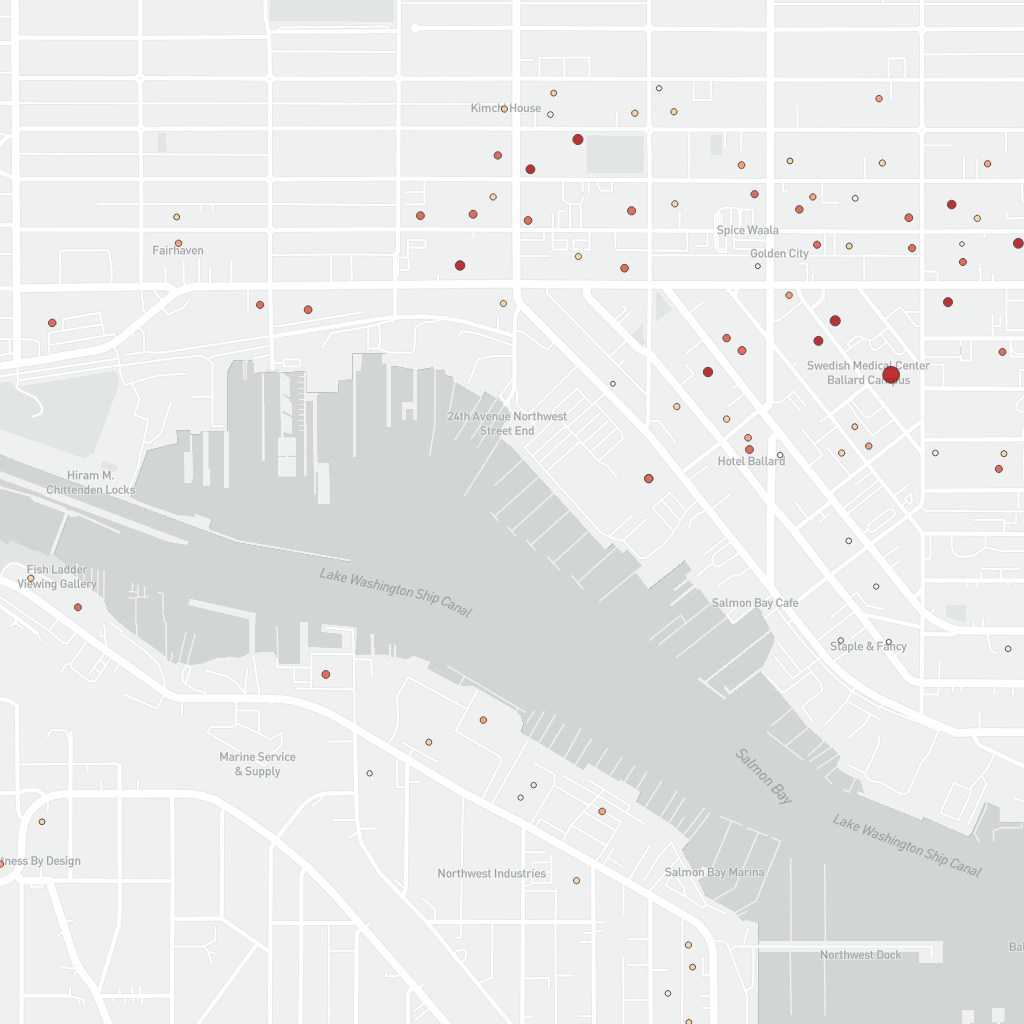 Kimchi House
Spice Waala
Fairhaven
Golden City
Swedish Medical Center
Ballard Campus
24th Avenue Northwest
Street End
Hotel Ballard
Hiram M.
Chittenden Locks
Fish Ladder
Viewing Gallery
Lake Washington Ship Canal
Salmon Bay Cafe
Staple & Fancy
Marine Service
& Supply
Salmon Bay
Lake Washington Ship Canal
tness By Design
Northwest Industries
Salmon Bay Marina
Northwest Dock
Bal